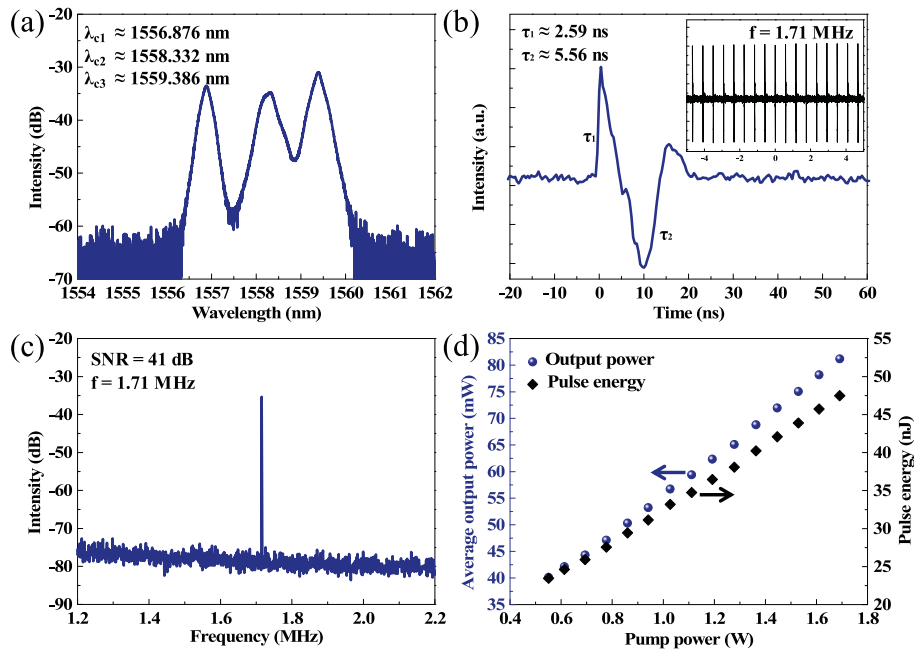 (a)
λc1 ≈ 1556.876 nm
λc2 ≈ 1558.332 nm
λc3 ≈ 1559.386 nm
Intensity (dB)
-20
-30
-40
-50
-60
-70
1554 1555 1556 1557 1558 1559 1560 1561 1562
Wavelength (nm)
(b)
τ1 ≈ 2.59 ns
τ2 ≈ 5.56 ns
f = 1.71 MHz
-4 -2 0 2 4
τ1
τ2
Intensity (a.u.)
-20 -10 0 10 20 30 40 50 60
Time (ns)
(c)
SNR = 41 dB
f = 1.71 MHz
Intensity (dB)
-20
-30
-40
-50
-60
-70
-80
-90
1.2 1.4 1.6 1.8 2.0 2.2
Frequency (MHz)
(d)
Output power
Pulse energy
Average output power (mW)
85
80
75
70
65
60
55
50
45
40
35
Pulse energy (nJ)
55
50
45
40
35
30
25
20
0.4 0.6 0.8 1.0 1.2 1.4 1.6 1.8
Pump power (W)